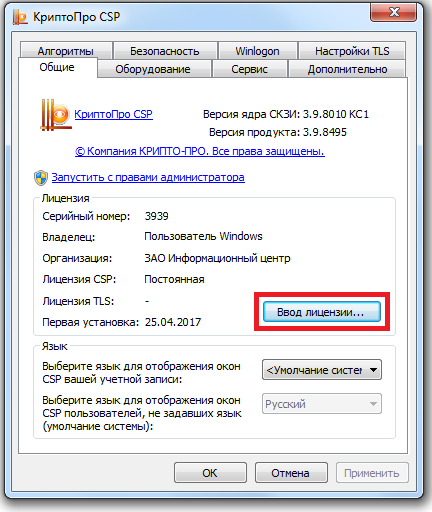 КриптоПро CSP
Алгоритмы Безопасность Winlogon Настройки TLS
Общие Оборудование Сервис Дополнительно
КриптоПро CSP Версия ядра СКЗИ: 3.9.8010 КС1
Версия продукта: 3.9.8495
© Компания КРИПТО-ПРО. Все права защищены.
Запустить с правами администратора
Лицензия
Серийный номер: 3939
Владелец: Пользователь Windows
Организация: ЗАО Информационный центр
Лицензия CSP: Постоянная
Лицензия TLS: -
Ввод лицензии...
Первая установка: 25.04.2017
Язык
Выберите язык для отображения окон
CSP вашей учетной записи:
<Умолчание систем
Выберите язык для отображения окон
CSP пользователей, не задавших язык
(умолчание системы):
Русский
ОК Отмена Применить